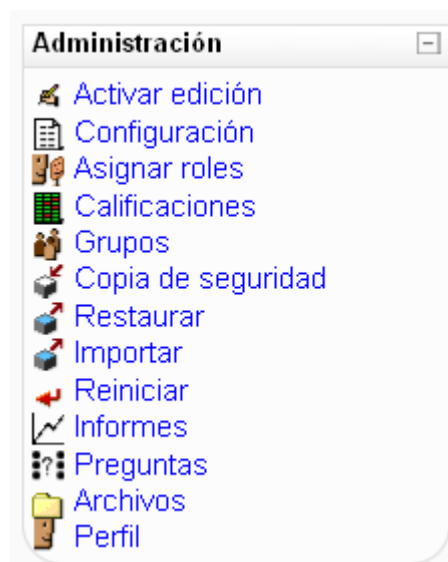 Administración
Activar edición
Configuración
Asignar roles
Calificaciones
Grupos
Copia de seguridad
Restaurar
Importar
Reiniciar
Informes
Preguntas
Archivos
Perfil